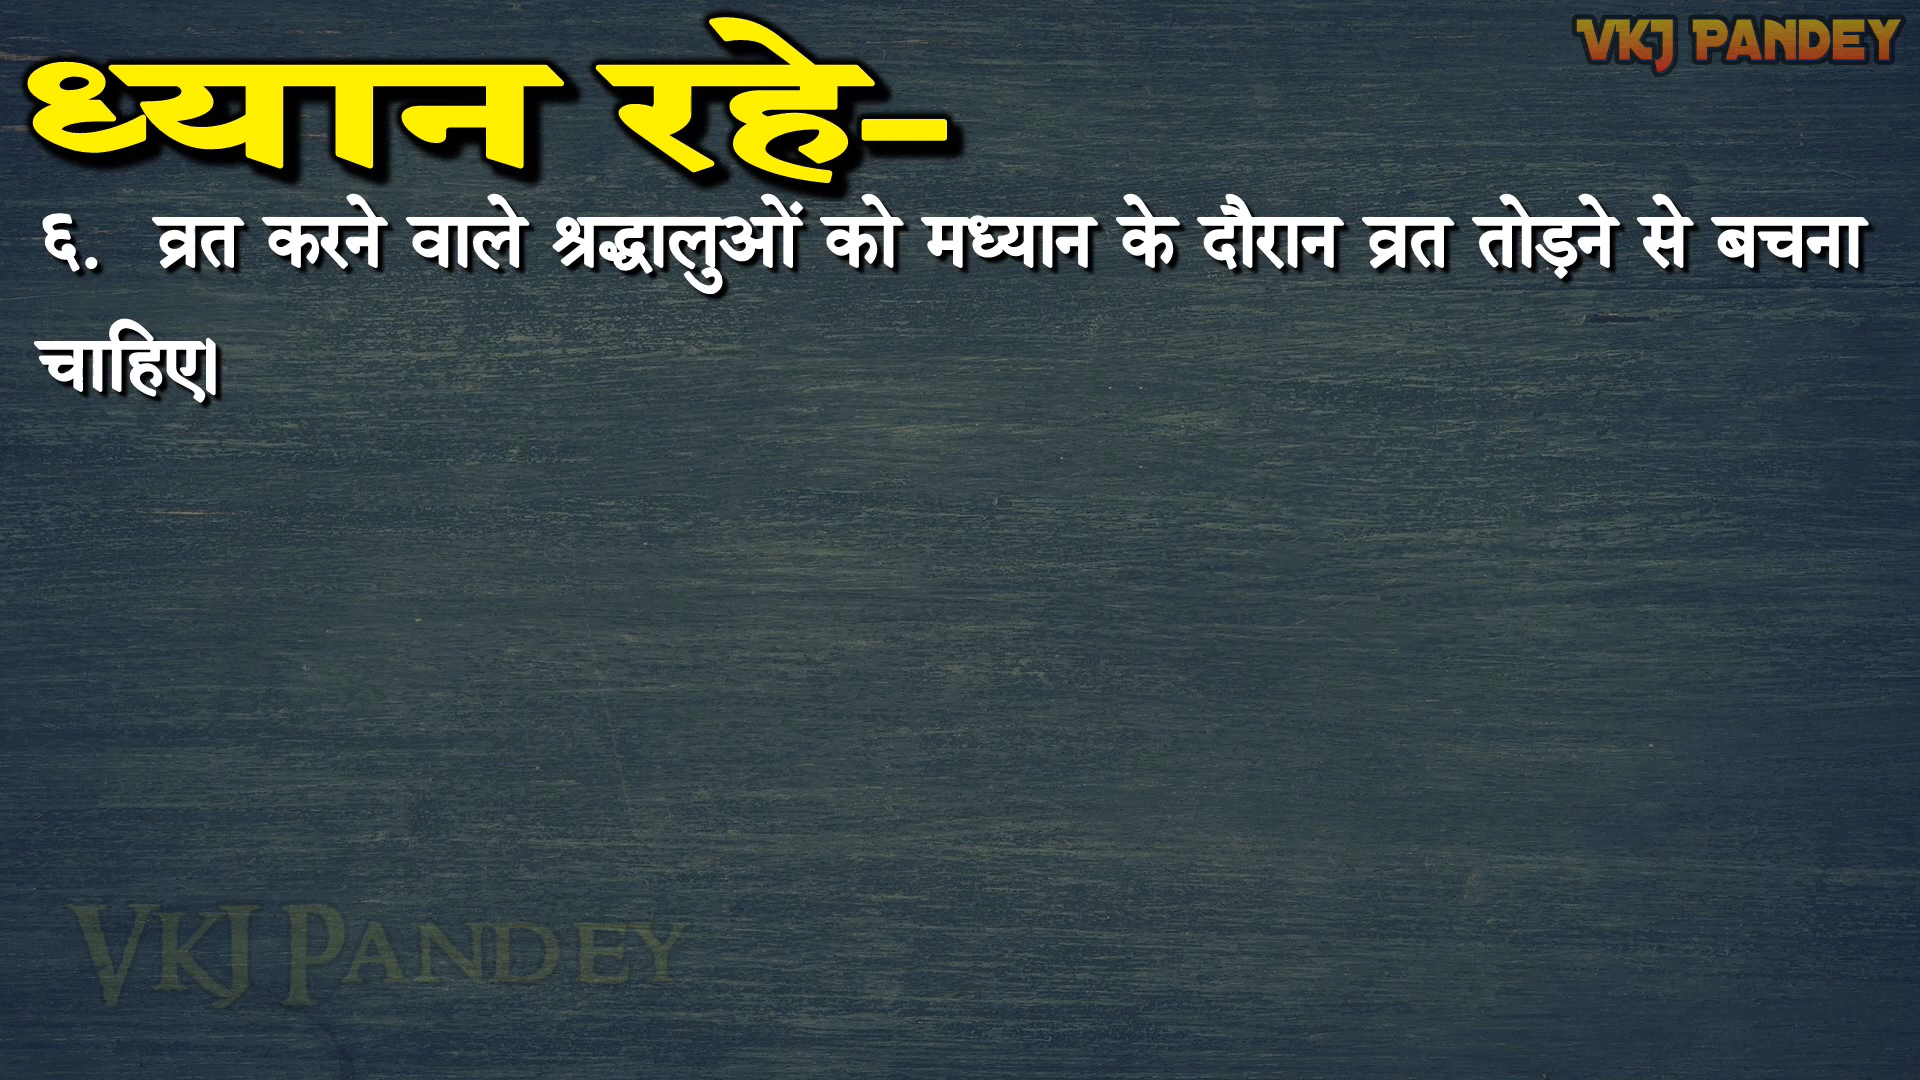 VKJ PANDEY
ध्यान रहे-
६. व्रत करने वाले श्रद्धालुओं को मध्यान के दौरान व्रत तोड़ने से बचना
चाहिए।
VKJ PANDEY